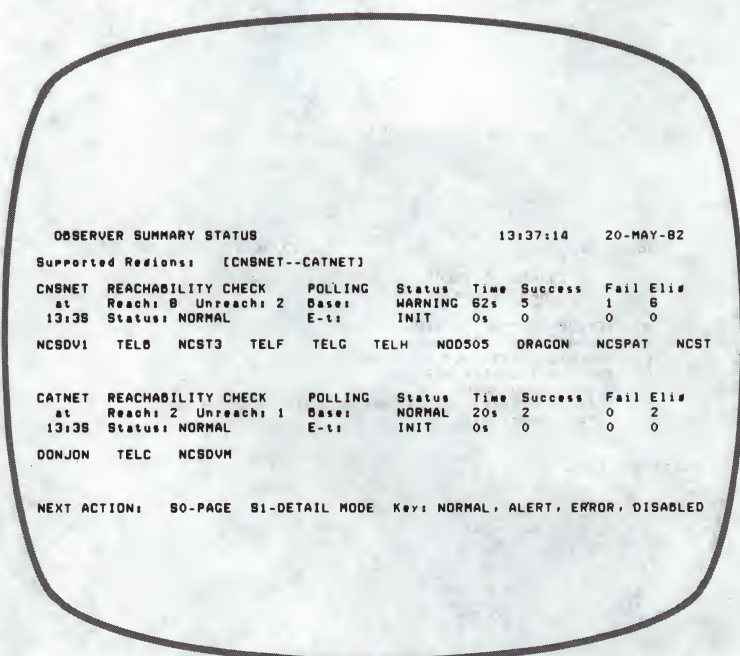 OBSERVER SUMMARY STATUS 13:37:14 20-MAY-82
Supported Regions: [CNSNET--CATNET]
CNSNET REACHABILITY CHECK POLLING Status Time Success Fail Elig
at Reach: 8 Unreach: 2 Base: WARNING 62s 5 1 6
13:35 Status: NORMAL E-t: INIT 0s 0 0 0
NCSDV1 TELB NCST3 TELF TELG TELH NOD505 DRAGON NCSPAT NCST
CATNET REACHABILITY CHECK POLLING Status Time Success Fail Elig
at Reach: 2 Unreach: 1 Base: NORMAL 20s 2 0 2
13:35 Status: NORMAL E-t: INIT 0s 0 0 0
DONJON TELC NCSDVM
NEXT ACTION: S0-PAGE S1-DETAIL MODE Key: NORMAL, ALERT, ERROR, DISABLED